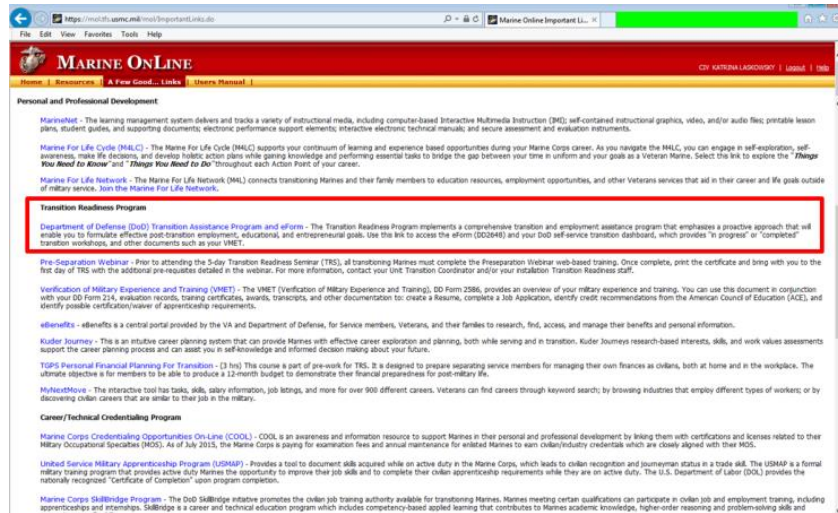 https://mol.tfs.usmc.mil/mol/ImportantLinks.do
Marine Online Important Li...
File Edit View Favorites Tools Help
MARINE ONLINE
CIV KATRINA LASKOWSKY | Logout | Help
Home | Resources | A Few Good... Links | Users Manual |
Personal and Professional Development
MarineNet - The learning management system delivers and tracks a variety of instructional media, including computer-based Interactive Multimedia Instruction (IMI); self-contained instructional graphics, video, and/or audio files; printable lesson
plans, student guides, and supporting documents; electronic performance support elements; interactive electronic technical manuals; and secure assessment and evaluation instruments.
Marine For Life Cycle (M4LC) - The Marine For Life Cycle (M4LC) supports your continuum of learning and experience based opportunities during your Marine Corps career. As you navigate the M4LC, you can engage in self-exploration, self-
awareness, make life decisions, and develop holistic action plans while gaining knowledge and performing essential tasks to bridge the gap between your time in uniform and your goals as a Veteran Marine. Select this link to explore the "Things
You Need to Know" and "Things You Need to Do" throughout each Action Point of your career.
Marine For Life Network - The Marine For Life Network (M4L) connects transitioning Marines and their family members to education resources, employment opportunities, and other Veterans services that aid in their career and life goals outside
of military service. Join the Marine For Life Network.
Transition Readiness Program
Department of Defense (DoD) Transition Assistance Program and eForm - The Transition Readiness Program implements a comprehensive transition and employment assistance program that emphasizes a proactive approach that will
enable you to formulate effective post-transition employment, educational, and entrepreneurial goals. Use this link to access the eForm (DD2648) and your DoD self-service transition dashboard, which provides "in progress" or "completed"
transition workshops, and other documents such as your VMET.
Pre-Separation Webinar - Prior to attending the 5-day Transition Readiness Seminar (TRS), all transitioning Marines must complete the Preseparation Webinar web-based training. Once complete, print the certificate and bring with you to the
first day of TRS with the additional pre-requisites detailed in the webinar. For more information, contact your Unit Transition Coordinator and/or your installation Transition Readiness staff.
Verification of Military Experience and Training (VMET) - The VMET (Verification of Military Experience and Training), DD Form 2586, provides an overview of your military experience and training. You can use this document in conjunction
with your DD Form 214, evaluation records, training certificates, awards, transcripts, and other documentation to: create a Resume, complete a Job Application, identify credit recommendations from the American Council of Education (ACE), and
identify possible certification/waiver of apprenticeship requirements.
eBenefits - eBenefits is a central portal provided by the VA and Department of Defense, for Service members, Veterans, and their families to research, find, access, and manage their benefits and personal information.
Kuder Journey - This is an intuitive career planning system that can provide Marines with effective career exploration and planning, both while serving and in transition. Kuder Journeys research-based interests, skills, and work values assessments
support the career planning process and can assist you in self-knowledge and informed decision making about your future.
TGPS Personal Financial Planning For Transition - (3 hrs) This course is part of pre-work for TRS. It is designed to prepare separating service members for managing their own finances as civilians, both at home and in the workplace. The
ultimate objective is for members to be able to produce a 12-month budget to demonstrate their financial preparedness for post-military life.
MyNextMove - The interactive tool has tasks, skills, salary information, job listings, and more for over 900 different careers. Veterans can find careers through keyword search; by browsing industries that employ different types of workers; or by
discovering civilian careers that are similar to their job in the military.
Career/Technical Credentialing Program
Marine Corps Credentialing Opportunities On-Line (COOL) - COOL is an awareness and information resource to support Marines in their personal and professional development by linking them with certifications and licenses related to their
Military Occupational Specialties (MOS). As of July 2015, the Marine Corps is paying for examination fees and annual maintenance for enlisted Marines to earn civilian/industry credentials which are closely aligned with their MOS.
United Service Military Apprenticeship Program (USMAP) - Provides a tool to document skills acquired while on active duty in the Marine Corps, which leads to civilian recognition and journeyman status in a trade skill. The USMAP is a formal
military training program that provides active duty Marines the opportunity to improve their job skills and to complete their civilian apprenticeship requirements while they are on active duty. The U.S. Department of Labor (DOL) provides the
nationally recognized "Certificate of Completion" upon program completion.
Marine Corps SkillBridge Program - The DoD SkillBridge initiative promotes the civilian job training authority available for transitioning Marines. Marines meeting certain qualifications can participate in civilian job and employment training, including
apprenticeships and internships. SkillBridge is a career and technical education program which includes competency-based applied learning that contributes to Marines academic knowledge, higher-order reasoning and problem-solving skills and